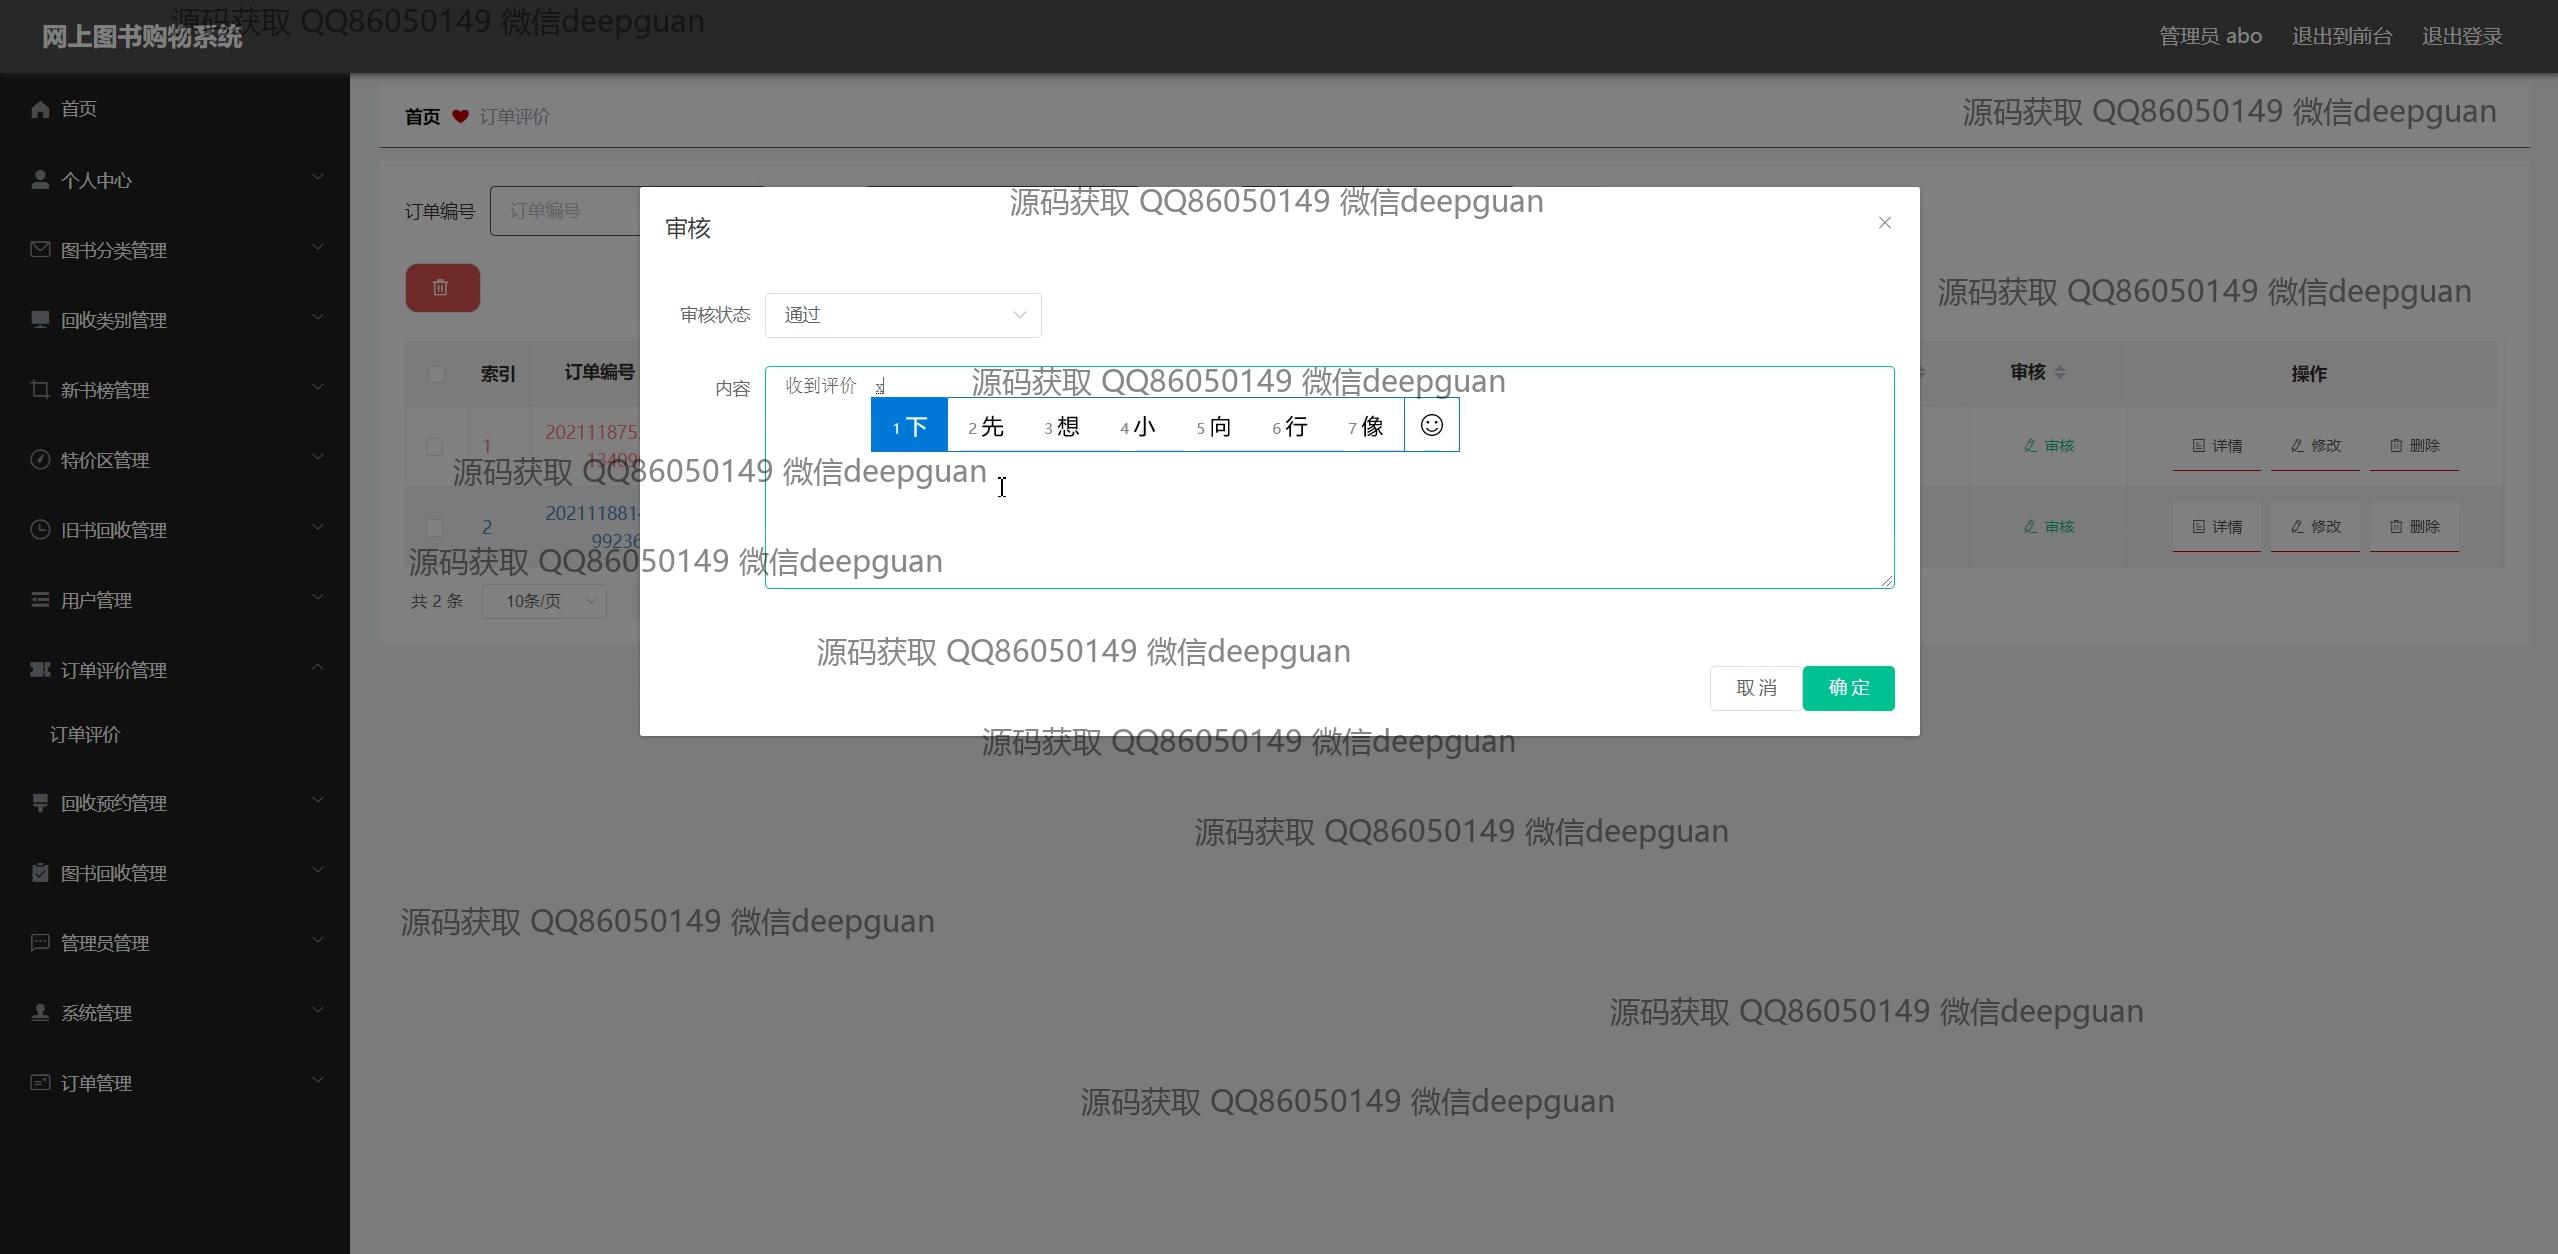 网上图书购物系统
源码获取 QQ86050149 微信deepguan
管理员 abo 退出到前台 退出登录
首页
个人中心
图书分类管理
回收类别管理
新书榜管理
特价区管理
旧书回收管理
用户管理
订单评价管理
订单评价
回收预约管理
图书回收管理
管理员管理
系统管理
订单管理
首页 订单评价
源码获取 QQ86050149 微信deepguan
订单编号 订单编号
源码获取 QQ86050149 微信deepguan
审核
源码获取 QQ86050149 微信deepguan
审核状态 通过
内容 收到评价 x
源码获取 QQ86050149 微信deepguan
1 下 2 先 3 想 4 小 5 向 6 行 7 像
索引 订单编号 审核 操作
1 202111875 审核 详情 修改 删除
13409
源码获取 QQ86050149 微信deepguan
2 2021118814 审核 详情 修改 删除
99236
源码获取 QQ86050149 微信deepguan
共 2 条 10条/页
源码获取 QQ86050149 微信deepguan
取消 确定
源码获取 QQ86050149 微信deepguan
源码获取 QQ86050149 微信deepguan
源码获取 QQ86050149 微信deepguan
源码获取 QQ86050149 微信deepguan
源码获取 QQ86050149 微信deepguan